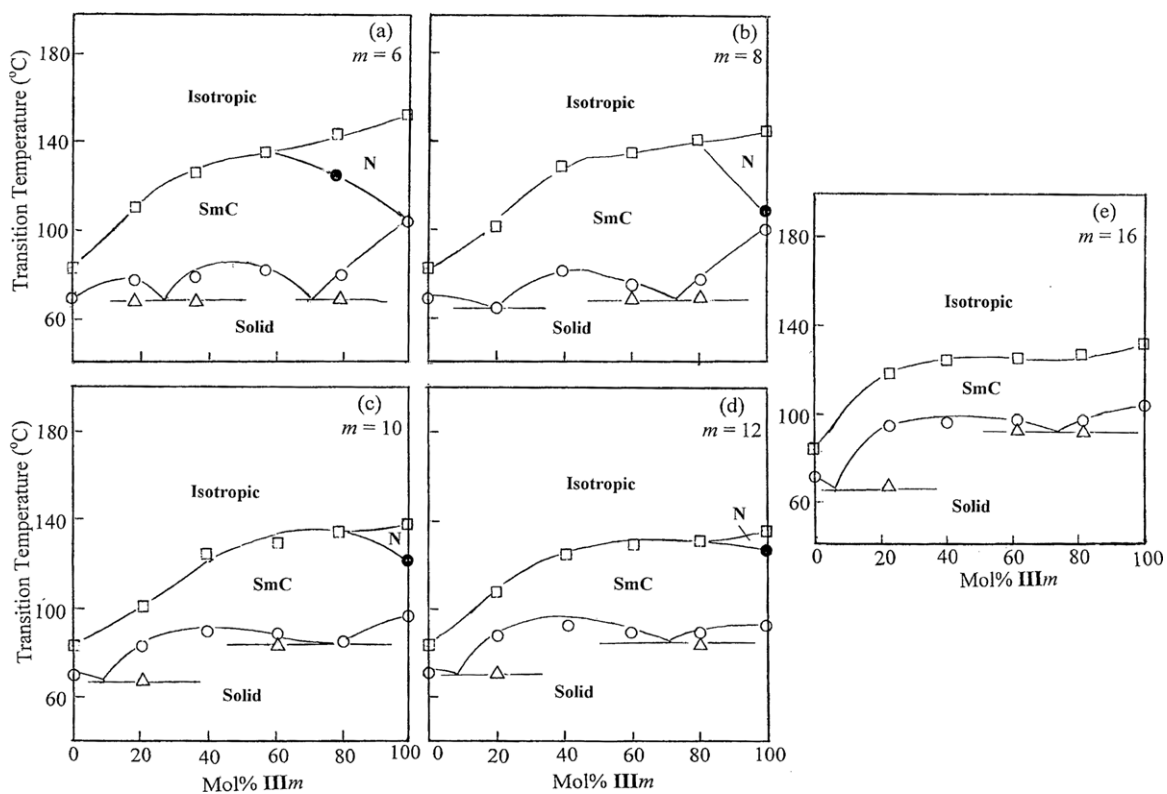 (a)
m = 6
180
140
100
60
Transition Temperature (°C)
Isotropic
N
SmC
Solid
(b)
m = 8
Isotropic
N
SmC
Solid
(c)
m = 10
180
140
100
60
Transition Temperature (°C)
Isotropic
N
SmC
Solid
0 20 40 60 80 100
Mol% IIIm
(d)
m = 12
Isotropic
N
SmC
Solid
0 20 40 60 80 100
Mol% IIIm
(e)
m = 16
180
140
100
60
Isotropic
SmC
Solid
0 20 40 60 80 100
Mol% IIIm